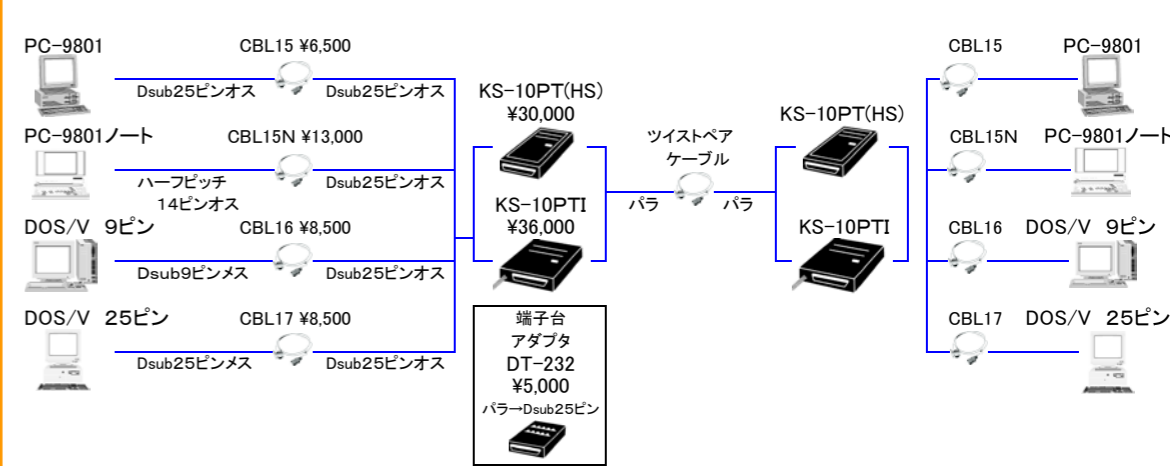 PC-9801
CBL15 ¥6,500
Dsub25ピンオス
Dsub25ピンオス
PC-9801ノート
CBL15N ¥13,000
ハーフピッチ
14ピンオス
Dsub25ピンオス
DOS/V 9ピン
CBL16 ¥8,500
Dsub9ピンメス
Dsub25ピンオス
DOS/V 25ピン
CBL17 ¥8,500
Dsub25ピンメス
Dsub25ピンオス
KS-10PT(HS)
¥30,000
KS-10PTI
¥36,000
端子台
アダプタ
DT-232
¥5,000
パラ→Dsub25ピン
ツイストペア
ケーブル
パラ
パラ
KS-10PT(HS)
KS-10PTI
CBL15
PC-9801
CBL15N
PC-9801ノート
CBL16
DOS/V 9ピン
CBL17
DOS/V 25ピン